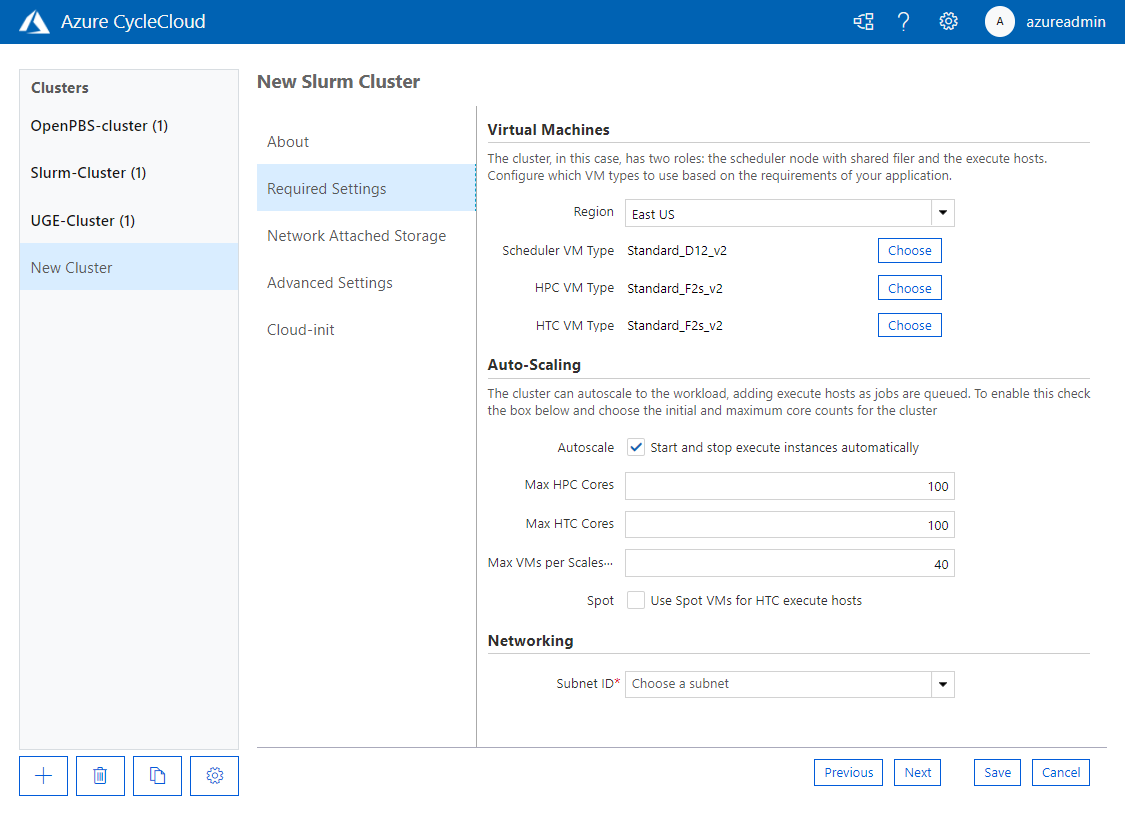 Azure CycleCloud
?
A
azureadmin
Clusters
OpenPBS-cluster (1)
Slurm-Cluster (1)
UGE-Cluster (1)
New Cluster
New Slurm Cluster
About
Required Settings
Network Attached Storage
Advanced Settings
Cloud-init
Virtual Machines
The cluster, in this case, has two roles: the scheduler node with shared filer and the execute hosts.
Configure which VM types to use based on the requirements of your application.
Region East US
Scheduler VM Type Standard_D12_v2 Choose
HPC VM Type Standard_F2s_v2 Choose
HTC VM Type Standard_F2s_v2 Choose
Auto-Scaling
The cluster can autoscale to the workload, adding execute hosts as jobs are queued. To enable this check
the box below and choose the initial and maximum core counts for the cluster
Autoscale Start and stop execute instances automatically
Max HPC Cores 100
Max HTC Cores 100
Max VMs per Scales... 40
Spot Use Spot VMs for HTC execute hosts
Networking
Subnet ID* Choose a subnet
Previous Next Save Cancel